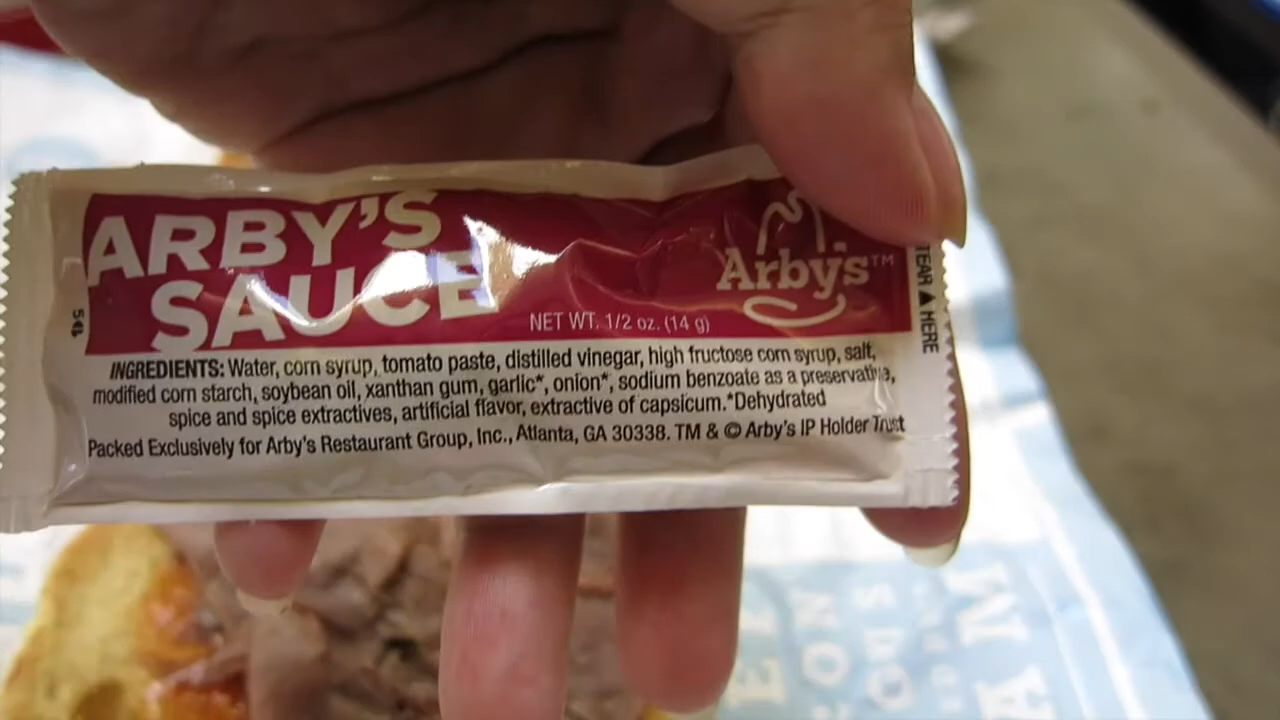 ARBY'S
SAUCE
Arby's™
NET WT. 1/2 oz. (14 g)
TEAR ▲ HERE
INGREDIENTS: Water, corn syrup, tomato paste, distilled vinegar, high fructose corn syrup, salt,
modified corn starch, soybean oil, xanthan gum, garlic*, onion*, sodium benzoate as a preservative,
spice and spice extractives, artificial flavor, extractive of capsicum.*Dehydrated
Packed Exclusively for Arby's Restaurant Group, Inc., Atlanta, GA 30338. TM & © Arby's IP Holder Trust